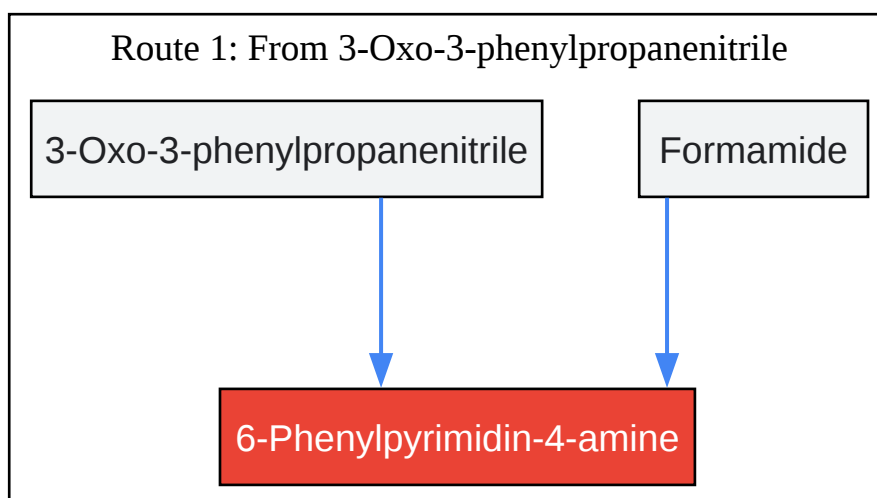 Route 1: From 3-Oxo-3-phenylpropanenitrile
3-Oxo-3-phenylpropanenitrile
Formamide
6-Phenylpyrimidin-4-amine